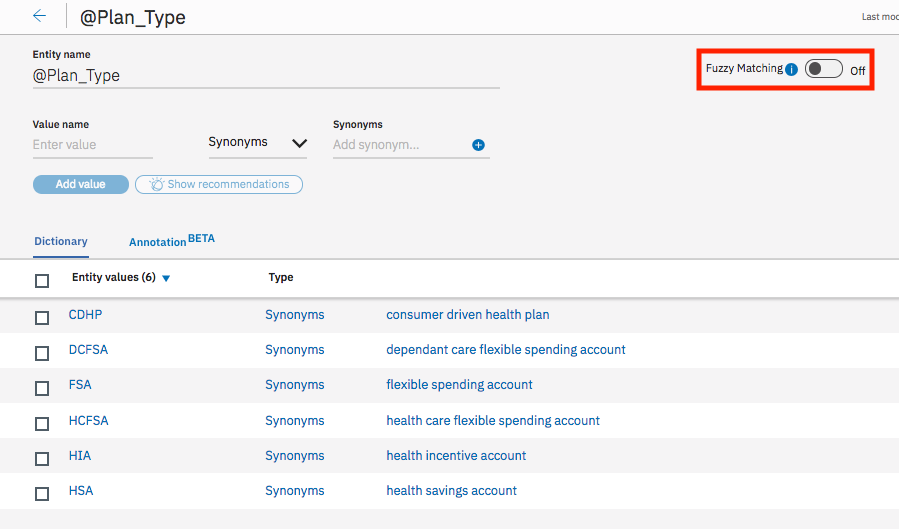 @Plan_Type
Last
Entity name
@Plan_Type
Fuzzy Matching i Off
Value name
Synonyms
Enter value
Synonyms
Add synonym...
Add value
Show recommendations
Dictionary
Annotation BETA
Entity values (6)
Type
CDHP Synonyms consumer driven health plan
DCFSA Synonyms dependant care flexible spending account
FSA Synonyms flexible spending account
HCFSA Synonyms health care flexible spending account
HIA Synonyms health incentive account
HSA Synonyms health savings account